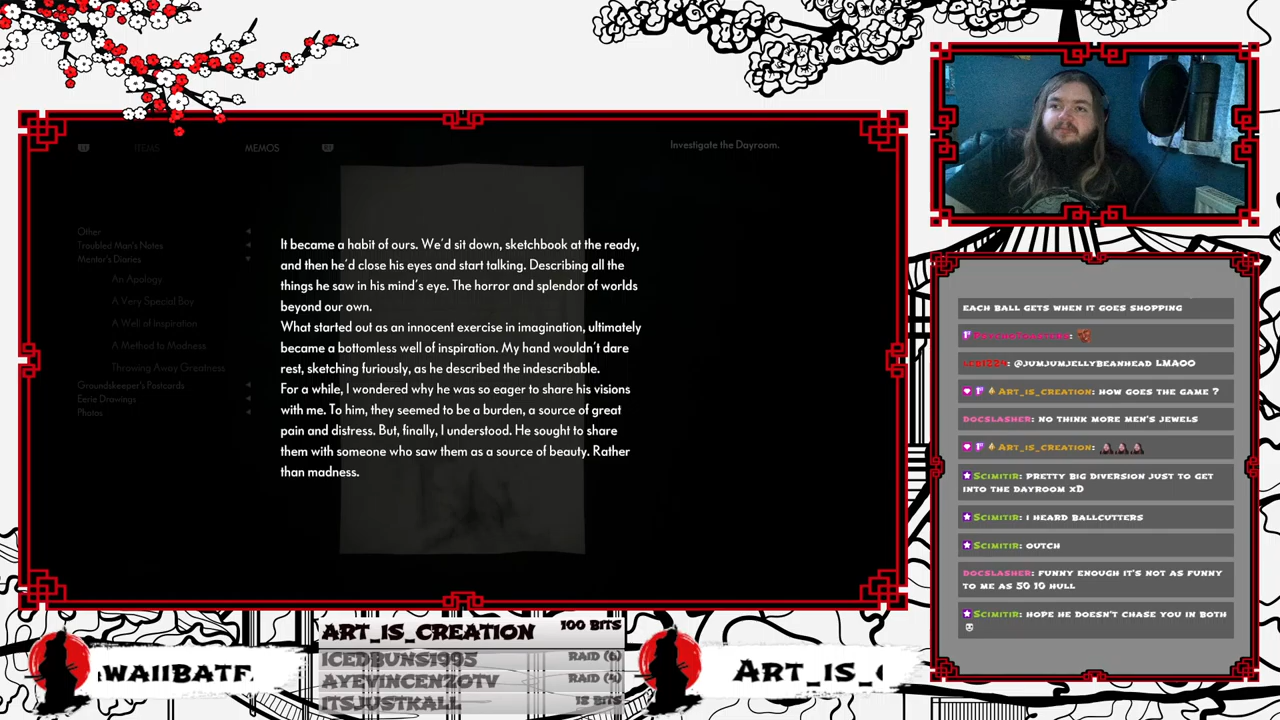 ITEMS
MEMOS
Investigate the Dayroom.
Other
Troubled Man's Notes
Mentor's Diaries
An Apology
A Very Special Boy
A Well of Inspiration
A Method to Madness
Throwing Away Greatness
Groundskeeper's Postcards
Eerie Drawings
Photos
It became a habit of ours. We'd sit down, sketchbook at the ready,
and then he'd close his eyes and start talking. Describing all the
things he saw in his mind's eye. The horror and splendor of worlds
beyond our own.
What started out as an innocent exercise in imagination, ultimately
became a bottomless well of inspiration. My hand wouldn't dare
rest, sketching furiously, as he described the indescribable.
For a while, I wondered why he was so eager to share his visions
with me. To him, they seemed to be a burden, a source of great
pain and distress. But, finally, I understood. He sought to share
them with someone who saw them as a source of beauty. Rather
than madness.
EACH BALL GETS WHEN IT GOES SHOPPING
@JUMJUMJELLYBEANHEAD LMAOO
ART_IS_CREATION: HOW GOES THE GAME ?
DOCSLASHER: NO THINK MORE MEN'S JEWELS
ART_IS_CREATION:
SCIMITIR: PRETTY BIG DIVERSION JUST TO GET
INTO THE DAYROOM XD
SCIMITIR: I HEARD BALLCUTTERS
SCIMITIR: OUTCH
DOCSLASHER: FUNNY ENOUGH IT'S NOT AS FUNNY
TO ME AS 50 10 HULL
SCIMITIR: HOPE HE DOESN'T CHASE YOU IN BOTH
WAIIBATF
ART_IS_CREATION 100 BITS
ICEDBUNS1995 RAID (6)
AYEVINCENZOTV RAID (4)
ITSJUSTKALL 18 BITS
ART_IS_